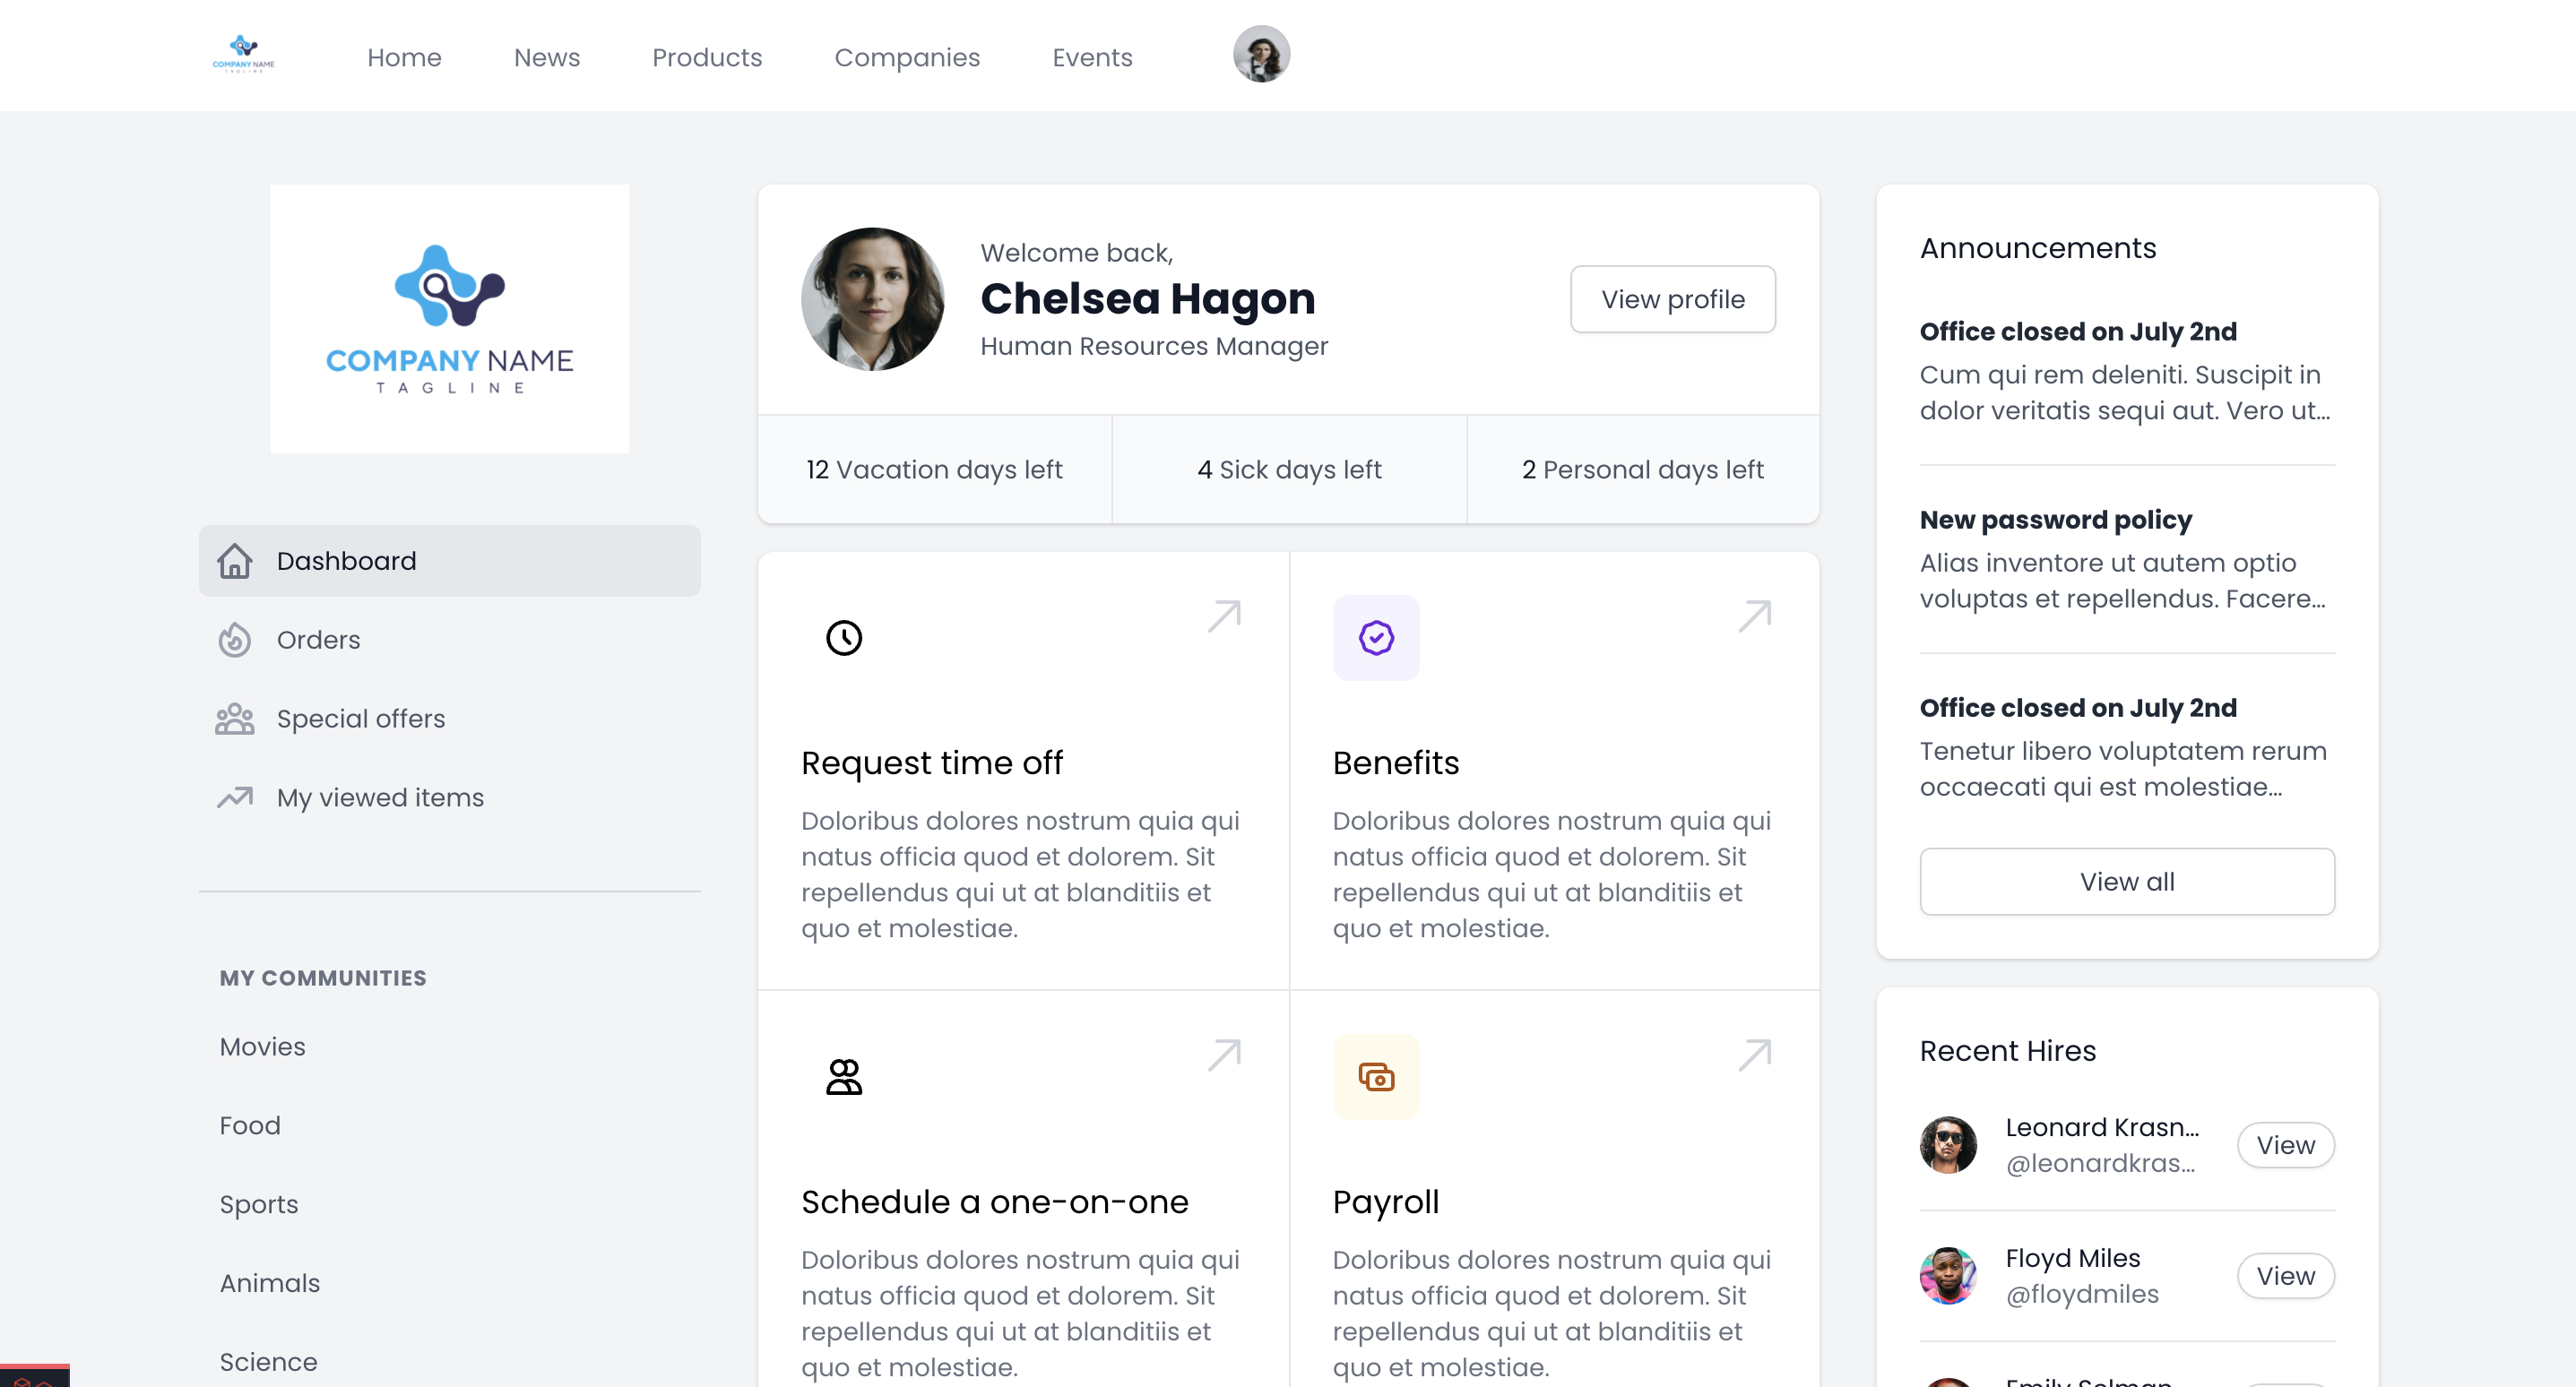 COMPANY NAME
TAGLINE
Home
News
Products
Companies
Events
COMPANY NAME
TAGLINE
Dashboard
Orders
Special offers
My viewed items
MY COMMUNITIES
Movies
Food
Sports
Animals
Science
Welcome back,
Chelsea Hagon
Human Resources Manager
View profile
12 Vacation days left
4 Sick days left
2 Personal days left
Request time off
Doloribus dolores nostrum quia qui
natus officia quod et dolorem. Sit
repellendus qui ut at blanditiis et
quo et molestiae.
Benefits
Doloribus dolores nostrum quia qui
natus officia quod et dolorem. Sit
repellendus qui ut at blanditiis et
quo et molestiae.
Schedule a one-on-one
Doloribus dolores nostrum quia qui
natus officia quod et dolorem. Sit
repellendus qui ut at blanditiis et
quo et molestiae.
Payroll
Doloribus dolores nostrum quia qui
natus officia quod et dolorem. Sit
repellendus qui ut at blanditiis et
quo et molestiae.
Announcements
Office closed on July 2nd
Cum qui rem deleniti. Suscipit in
dolor veritatis sequi aut. Vero ut...
New password policy
Alias inventore ut autem optio
voluptas et repellendus. Facere...
Office closed on July 2nd
Tenetur libero voluptatem rerum
occaecati qui est molestiae...
View all
Recent Hires
Leonard Krasn...
@leonardkras...
View
Floyd Miles
@floydmiles
View